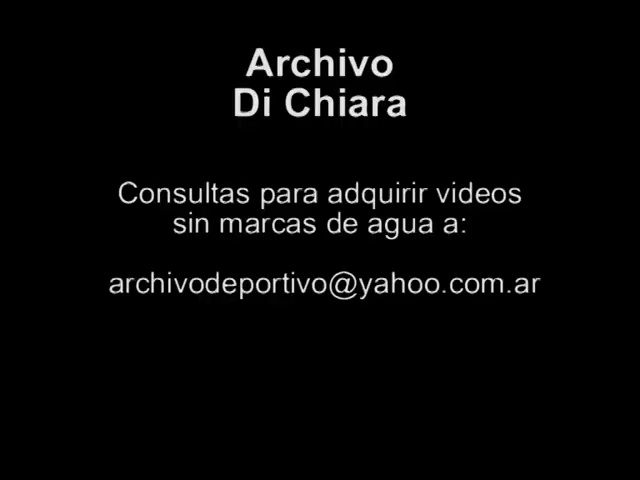 Archivo
Di Chiara
Consultas para adquirir videos
sin marcas de agua a:
archivodeportivo@yahoo.com.ar